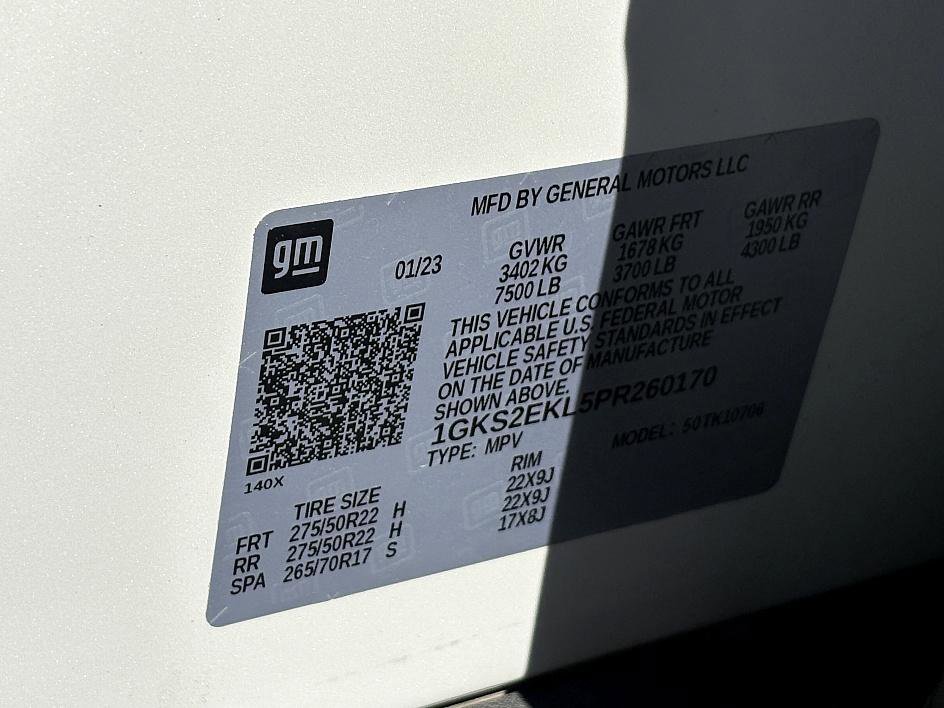 MFD BY GENERAL MOTORS LLC
gm
01/23
GVWR GAWR FRT GAWR RR
3402 KG 1678 KG 1950 KG
7500 LB 3700 LB 4300 LB
THIS VEHICLE CONFORMS TO ALL
APPLICABLE U.S. FEDERAL MOTOR
VEHICLE SAFETY STANDARDS IN EFFECT
ON THE DATE OF MANUFACTURE
SHOWN ABOVE.
1GKS2EKL5PR260170
TYPE: MPV MODEL: 50TK10706
140X
TIRE SIZE RIM
FRT 275/50R22 H 22X9J
RR 275/50R22 H 22X9J
SPA 265/70R17 S 17X8J